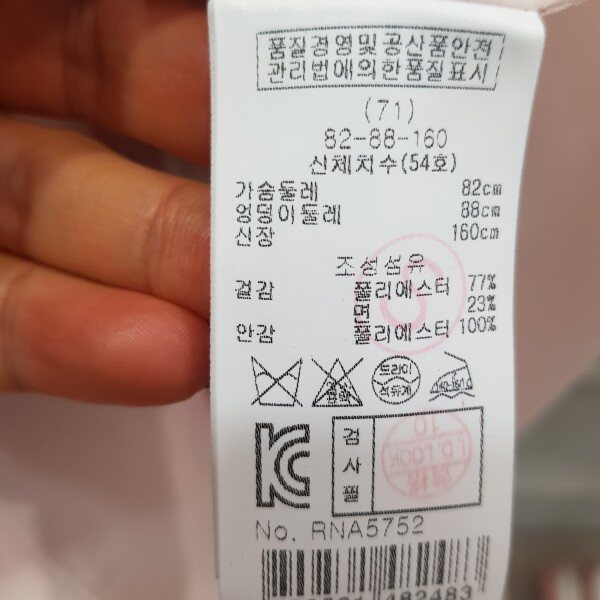 품질경영및공산품안전
관리법에의한품질표시
(71)
82-88-160
신체치수(54호)
가슴둘레 82cm
엉덩이둘레 88cm
신장 160cm
조성섬유
겉감 폴리에스터 77%
면 23%
안감 폴리에스터 100%
드라이
석유계
검사필
10
I.D.LOOK
No. RNA5752
482483